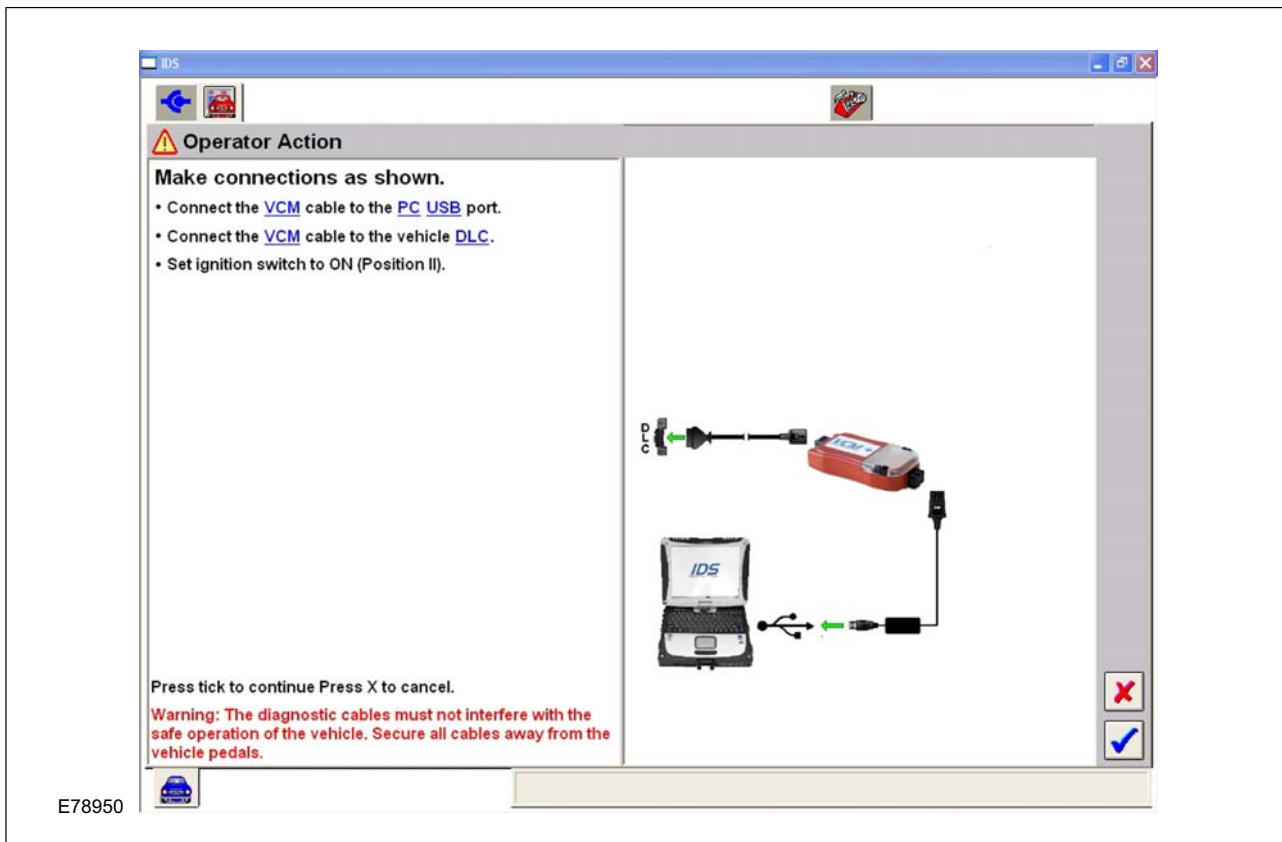 IDS
Operator Action
Make connections as shown.
• Connect the VCM cable to the PC USB port.
• Connect the VCM cable to the vehicle DLC.
• Set ignition switch to ON (Position II).
DLC
VCM
IDS
Press tick to continue Press X to cancel.
Warning: The diagnostic cables must not interfere with the
safe operation of the vehicle. Secure all cables away from the
vehicle pedals.
E78950